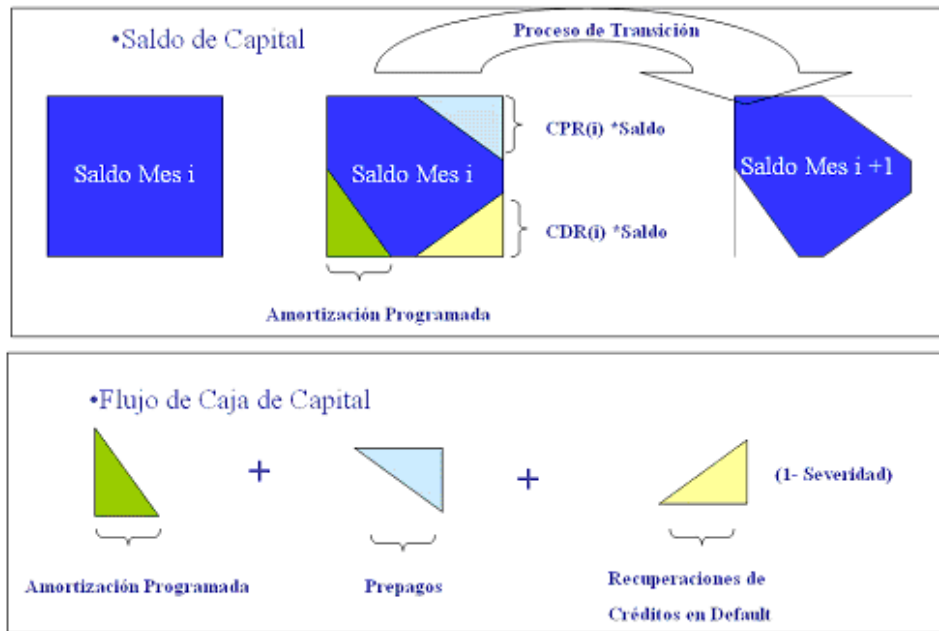 •Saldo de Capital
Proceso de Transición
Saldo Mes i
Saldo Mes i
CPR(i) *Saldo
CDR(i) *Saldo
Saldo Mes i +1
Amortización Programada
•Flujo de Caja de Capital
+
+
(1- Severidad)
Amortización Programada
Prepagos
Recuperaciones de
Créditos en Default